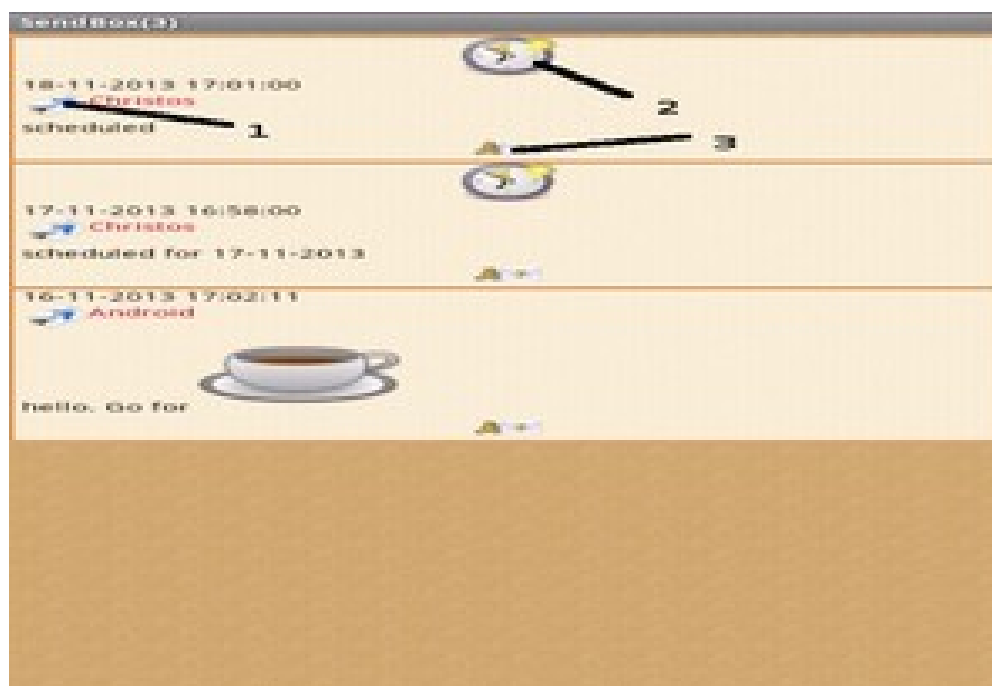 SendBox(3)
18-11-2013 17:01:00
Christos
scheduled
1
2
3
17-11-2013 16:58:00
Christos
scheduled for 17-11-2013
16-11-2013 17:02:11
Android
hello. Go for